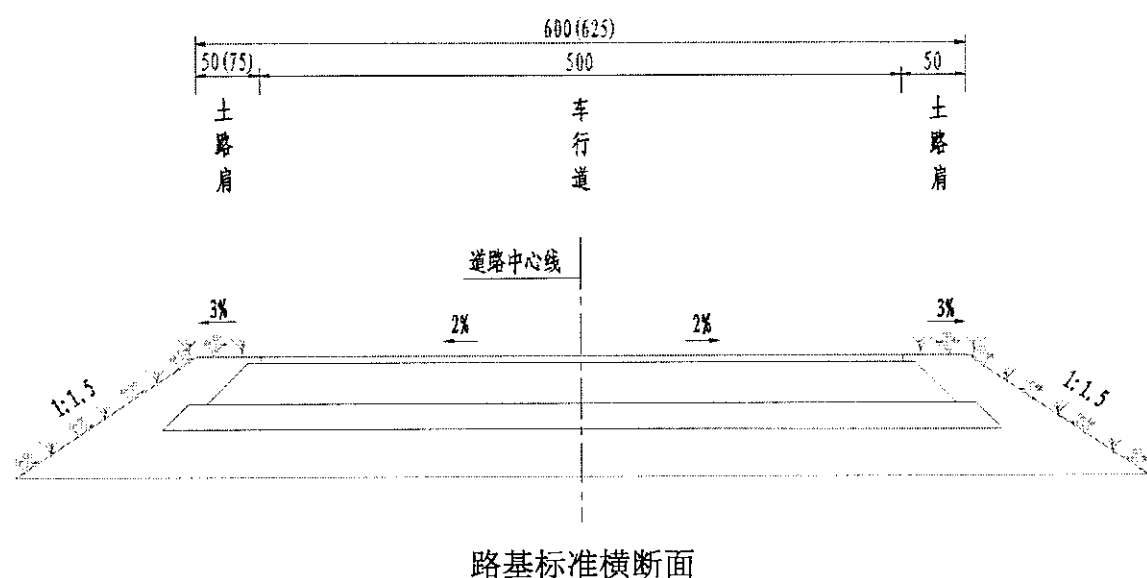 600(625)
50(75) 500 50
土路肩 车行道 土路肩
道路中心线
3% 2% 2% 3%
1:1.5 1:1.5
路基标准横断面